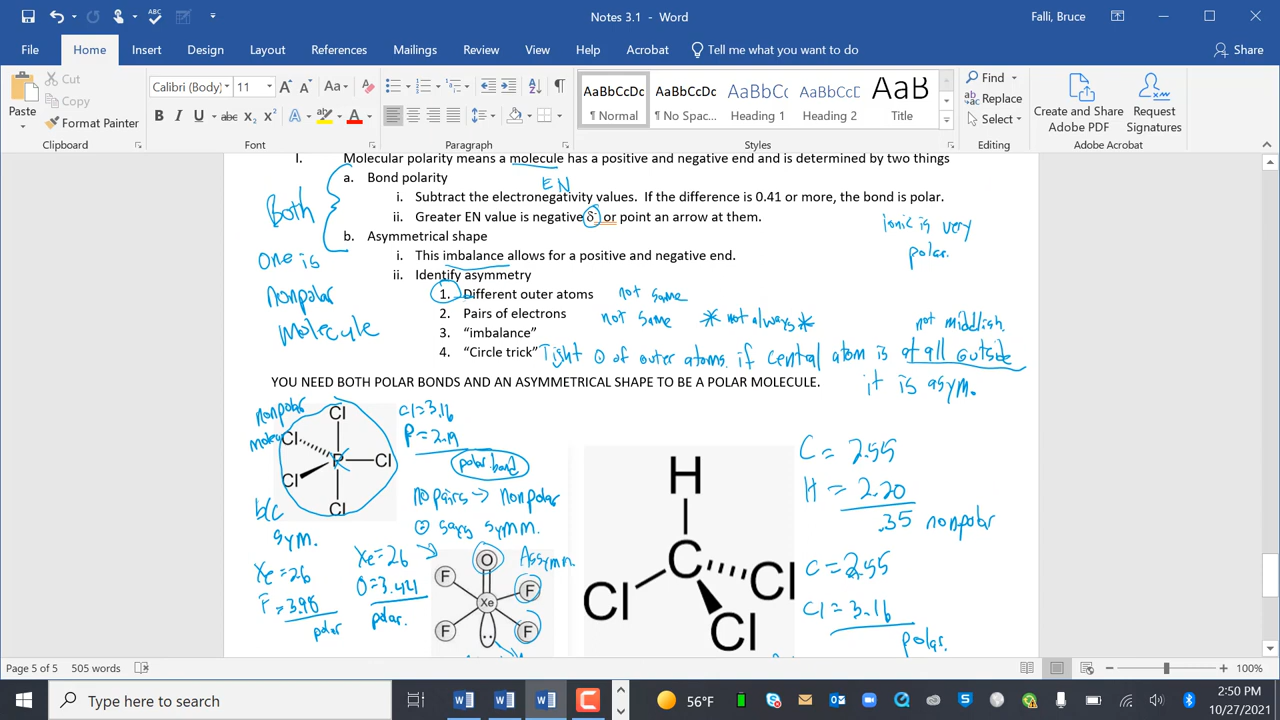 Notes 3.1 - Word
Falli, Bruce
File Home Insert Design Layout References Mailings Review View Help Acrobat Tell me what you want to do Share
Paste
Cut
Copy
Format Painter
Clipboard
Calibri (Body) 11
Font
Paragraph
AaBbCcDc AaBbCcDc AaBbCc AaBbCcD AaB
¶ Normal ¶ No Spac... Heading 1 Heading 2 Title
Styles
Find
Replace
Select
Editing
Create and Share Adobe PDF
Request Signatures
Adobe Acrobat
I. Molecular polarity means a molecule has a positive and negative end and is determined by two things
a. Bond polarity
EN
i. Subtract the electronegativity values. If the difference is 0.41 or more, the bond is polar.
ii. Greater EN value is negative δ- or point an arrow at them.
b. Asymmetrical shape
i. This imbalance allows for a positive and negative end.
ii. Identify asymmetry
1. Different outer atoms not same
2. Pairs of electrons not same *not always*
3. "imbalance"
4. "Circle trick" Tight O of outer atoms. if central atom is at all outside
not middlish.
it is asym.
Both
one is
nonpolar
molecule
Ionic is very
polar.
YOU NEED BOTH POLAR BONDS AND AN ASYMMETRICAL SHAPE TO BE A POLAR MOLECULE.
nonpolar
Cl
Cl
P
Cl
Cl
Cl
b/c
sym.
Cl=3.16
P=2.19
polar bond
no pairs → nonpolar
says symm.
Xe=26
F=3.98
polar
Xe=26
O=3.44
polar.
Assymm.
O
F F
Xe
F F
H
C
Cl Cl
Cl
C= 2.55
H= 2.20
.35 nonpolar
C=2.55
Cl=3.16
polar.
Page 5 of 5 505 words 100%
Type here to search
56°F
2:50 PM
10/27/2021